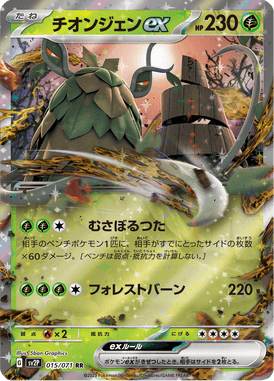 たね チオンジェンex HP230
むさぼるつた
相手のベンチポケモン1匹に、相手がすでにとったサイドの枚数
×60ダメージ。[ベンチは弱点・抵抗力を計算しない。]
フォレストバーン 220
弱点 ×2 抵抗力 にげる
exルール
ポケモンexがきぜつしたとき、相手はサイドを2枚とる。
Illus. 5ban Graphics
SV2P 015/071 RR